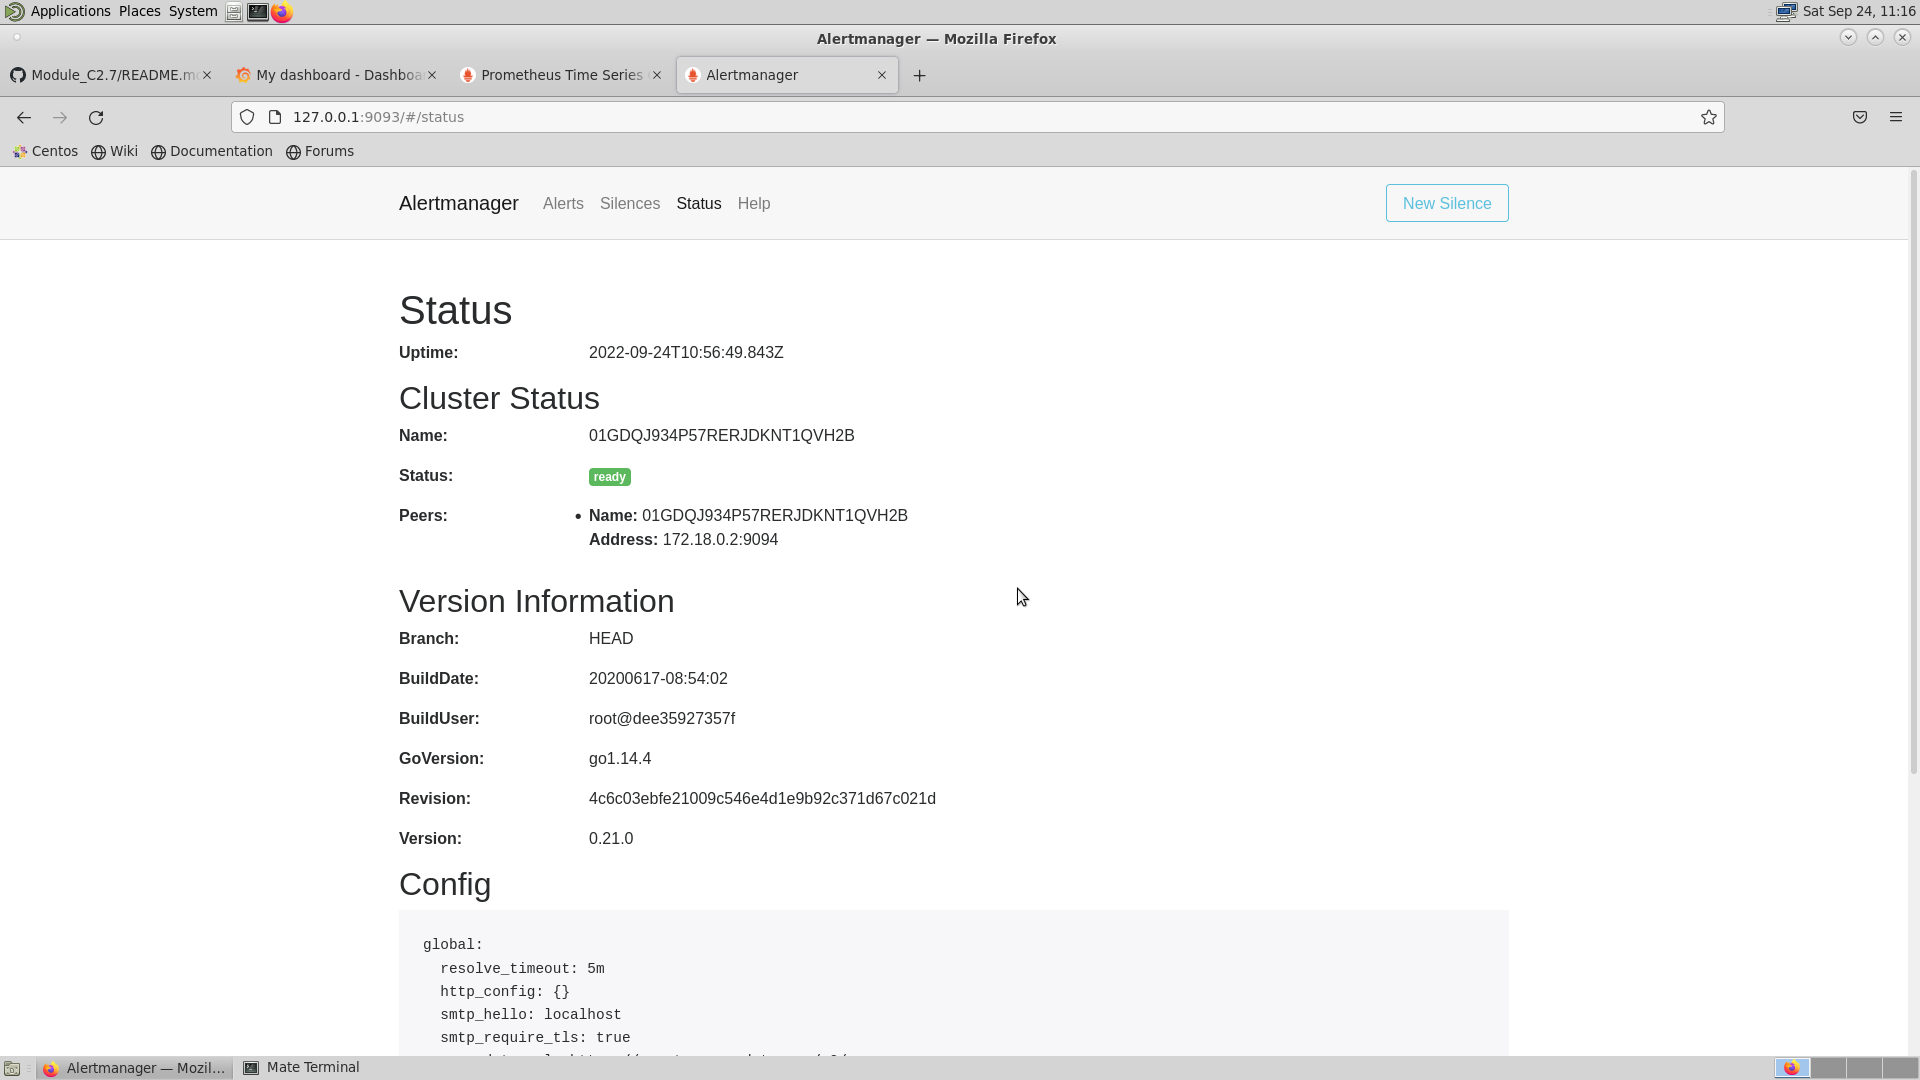 Applications Places System
Sat Sep 24, 11:16
Alertmanager — Mozilla Firefox
Module_C2.7/README.m
My dashboard - Dashboa
Prometheus Time Series
Alertmanager
127.0.0.1:9093/#/status
Centos Wiki Documentation Forums
Alertmanager Alerts Silences Status Help New Silence
Status
Uptime: 2022-09-24T10:56:49.843Z
Cluster Status
Name: 01GDQJ934P57RERJDKNT1QVH2B
Status: ready
Peers: • Name: 01GDQJ934P57RERJDKNT1QVH2B
Address: 172.18.0.2:9094
Version Information
Branch: HEAD
BuildDate: 20200617-08:54:02
BuildUser: root@dee35927357f
GoVersion: go1.14.4
Revision: 4c6c03ebfe21009c546e4d1e9b92c371d67c021d
Version: 0.21.0
Config
global:
resolve_timeout: 5m
http_config: {}
smtp_hello: localhost
smtp_require_tls: true
Alertmanager — Mozil...
Mate Terminal